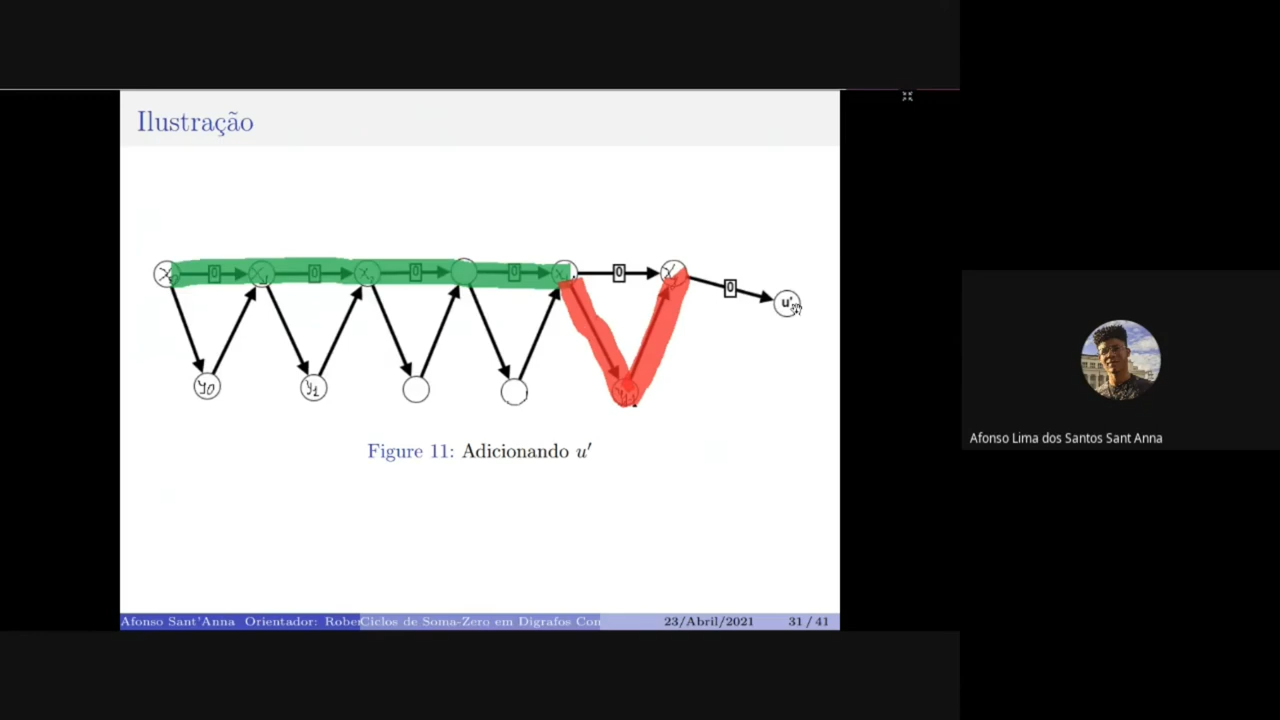 Ilustração
0 0 0 0 0 0
u'
y0 y1
Figure 11: Adicionando u′
Afonso Sant'Anna Orientador: Rober Ciclos de Soma-Zero em Digrafos Con 23/Abril/2021 31 / 41
Afonso Lima dos Santos Sant Anna